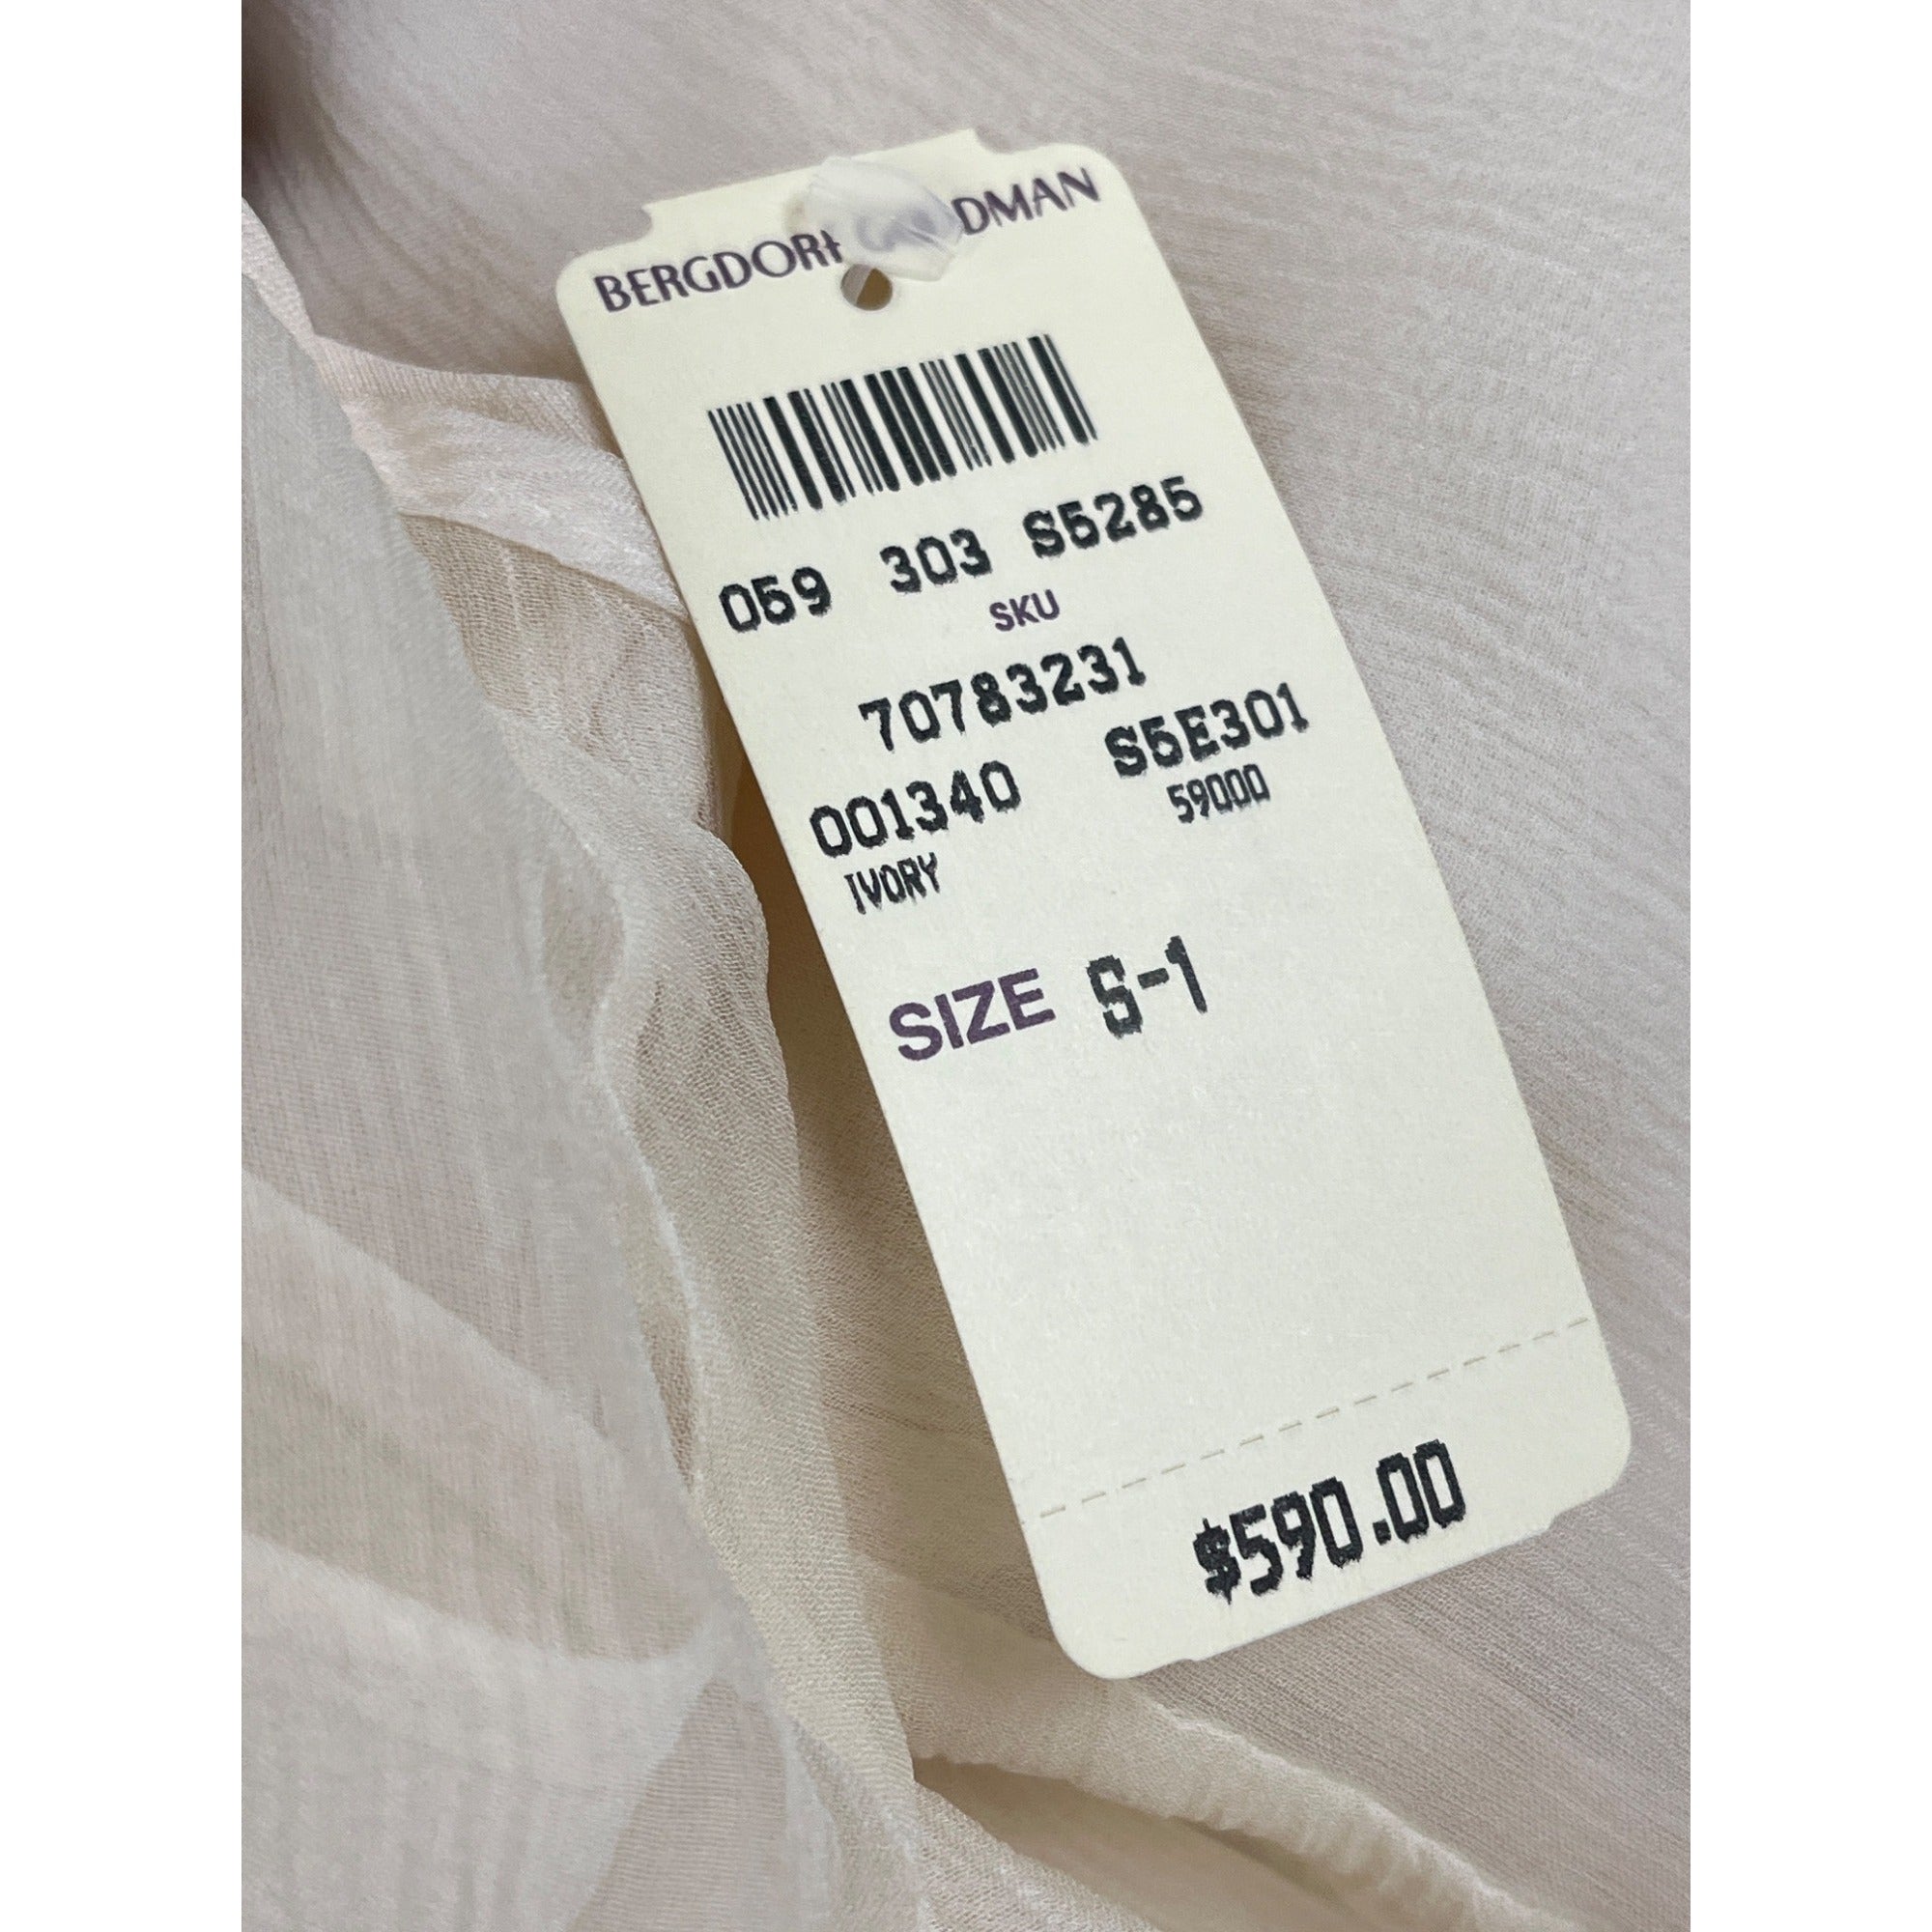 BERGDORF GOODMAN
059 303 S5285
SKU
70783231
001340 S5E301
IVORY 59000
SIZE S-1
$590.00